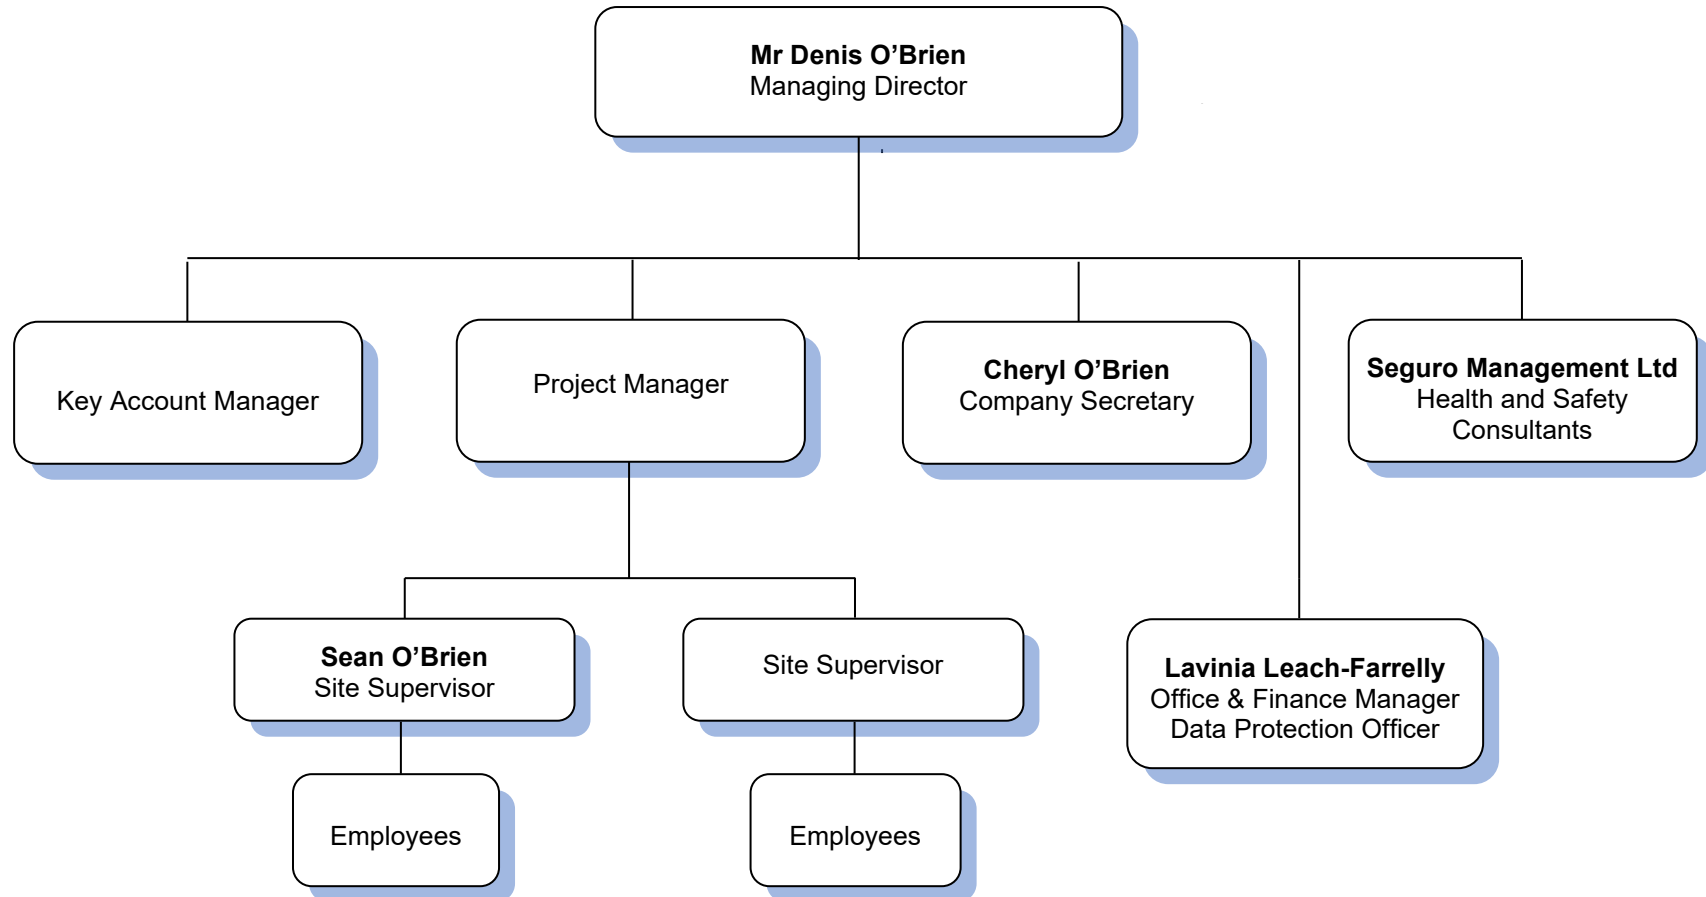 Mr Denis O’Brien
Managing Director
Key Account Manager
Project Manager
Cheryl O’Brien
Company Secretary
Seguro Management Ltd
Health and Safety
Consultants
Sean O’Brien
Site Supervisor
Site Supervisor
Lavinia Leach-Farrelly
Office & Finance Manager
Data Protection Officer
Employees
Employees